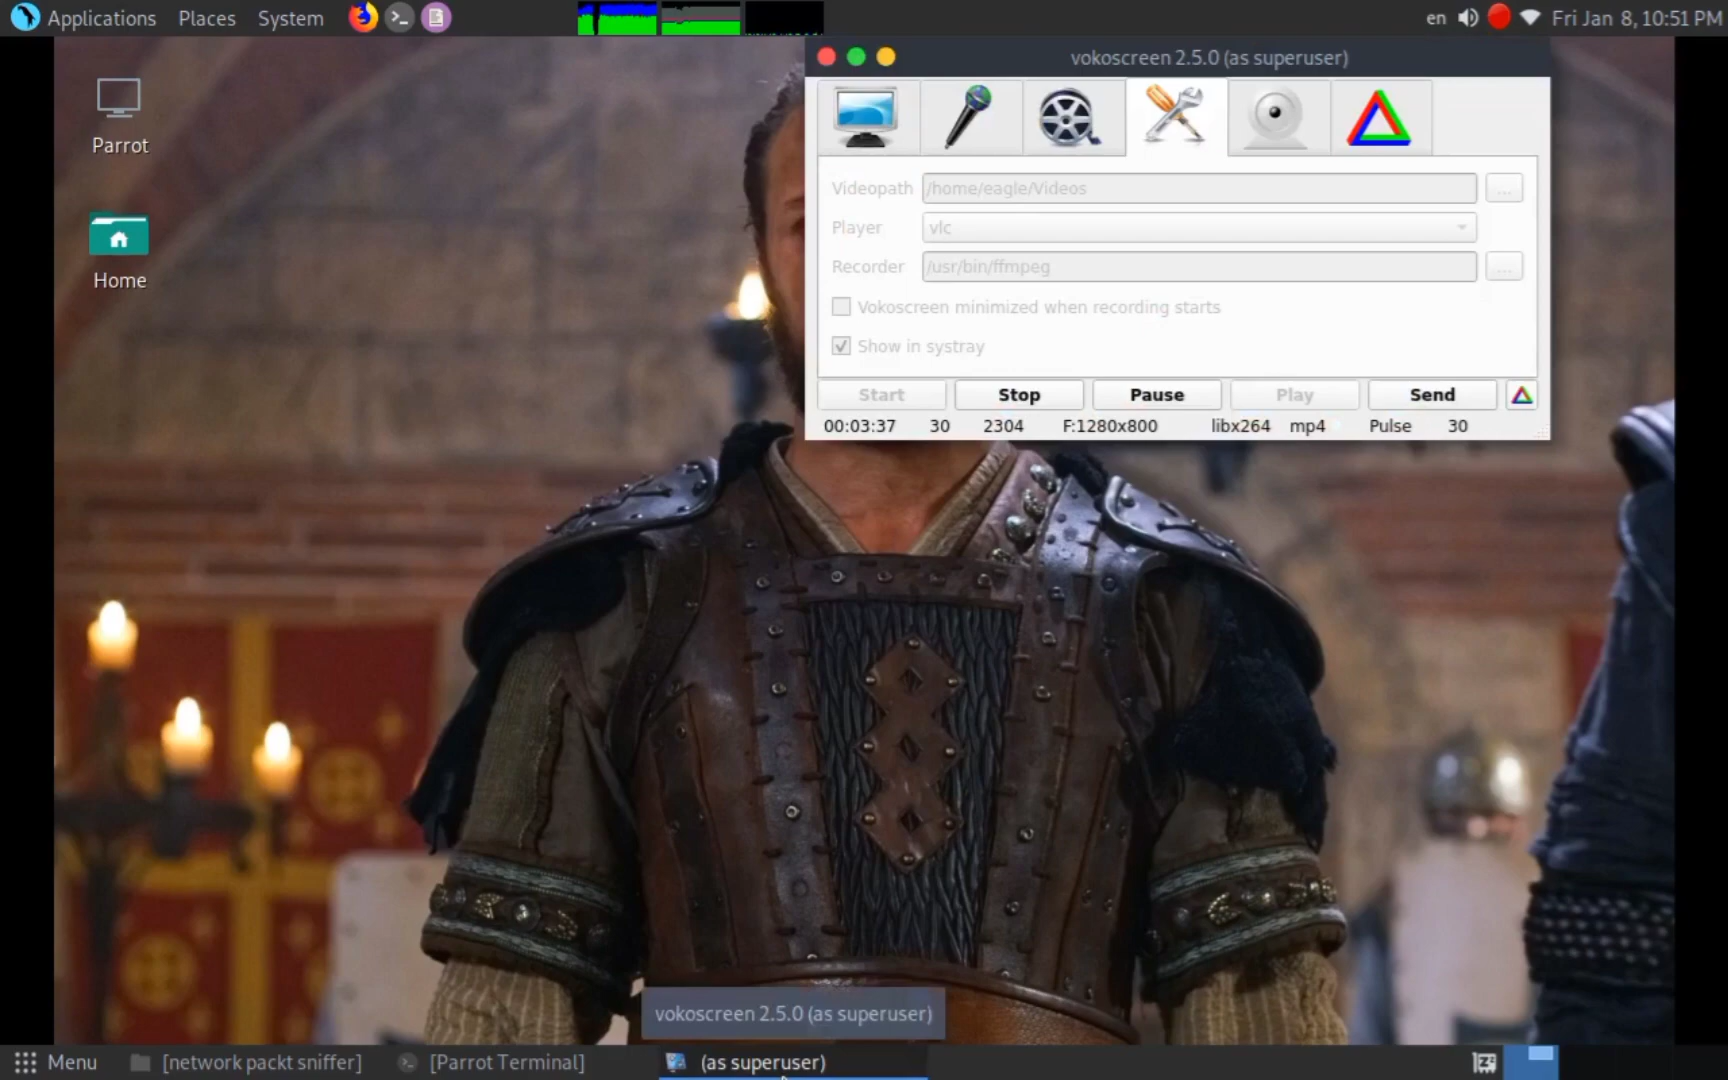 Applications Places System
en Fri Jan 8, 10:51 PM
vokoscreen 2.5.0 (as superuser)
Parrot
Home
Videopath /home/eagle/Videos ...
Player vlc
Recorder /usr/bin/ffmpeg ...
Vokoscreen minimized when recording starts
Show in systray
Start Stop Pause Play Send
00:03:37 30 2304 F:1280x800 libx264 mp4 Pulse 30
vokoscreen 2.5.0 (as superuser)
Menu [network packt sniffer] [Parrot Terminal] (as superuser)